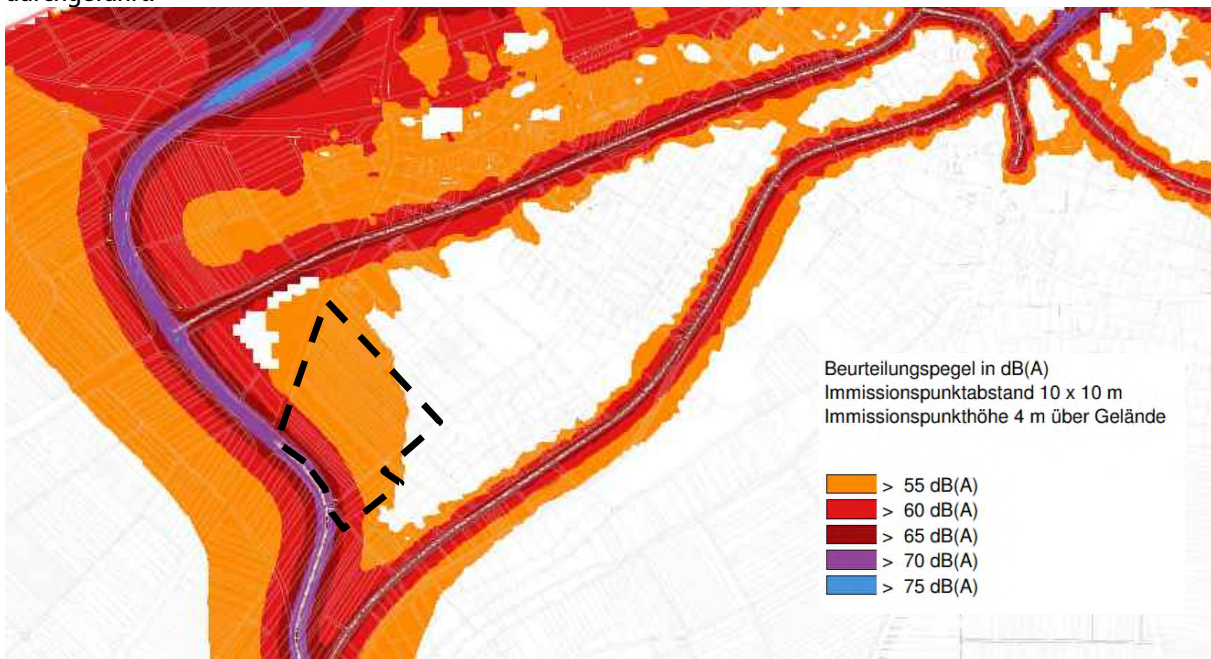 durchgeführt.
Beurteilungspegel in dB(A)
Immissionspunktabstand 10 x 10 m
Immissionspunkthöhe 4 m über Gelände
> 55 dB(A)
> 60 dB(A)
> 65 dB(A)
> 70 dB(A)
> 75 dB(A)